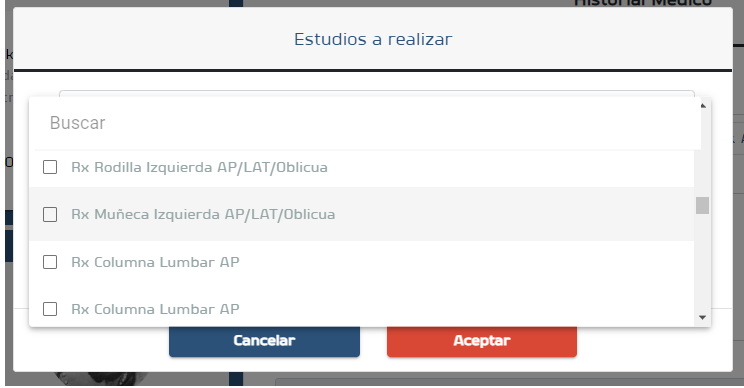 Historial Médico
Estudios a realizar
Buscar
Rx Rodilla Izquierda AP/LAT/Oblicua
Rx Muñeca Izquierda AP/LAT/Oblicua
Rx Columna Lumbar AP
Rx Columna Lumbar AP
Cancelar
Aceptar